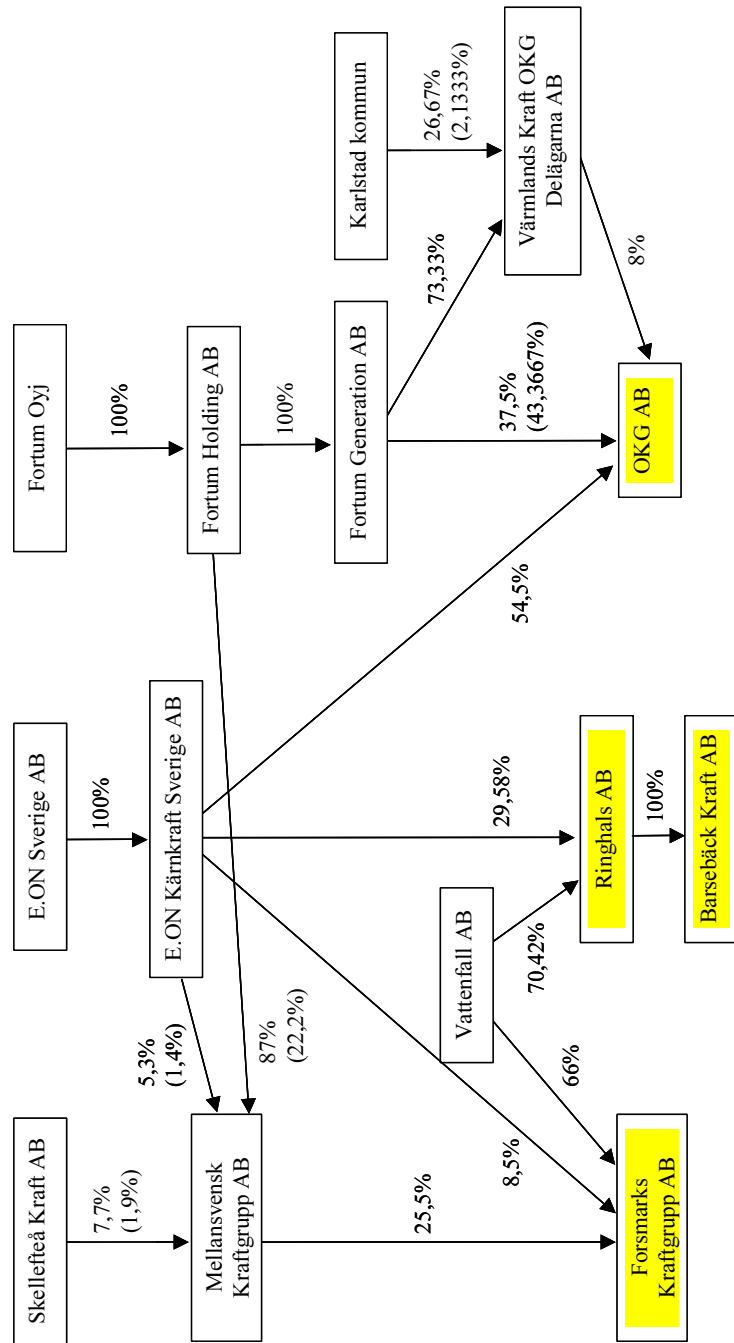 Skellefteå Kraft AB
E.ON Sverige AB
Fortum Oyj
7,7%
(1,9%)
100%
100%
Mellansvensk
Kraftgrupp AB
5,3%
(1,4%)
E.ON Kärnkraft Sverige AB
Fortum Holding AB
87%
(22,2%)
100%
Fortum Generation AB
Karlstad kommun
25,5%
8,5%
Vattenfall AB
29,58%
54,5%
37,5%
(43,3667%)
73,33%
26,67%
(2,1333%)
66%
70,42%
Värmlands Kraft OKG
Delägarna AB
8%
Forsmarks
Kraftgrupp AB
Ringhals AB
OKG AB
100%
Barsebäck Kraft AB